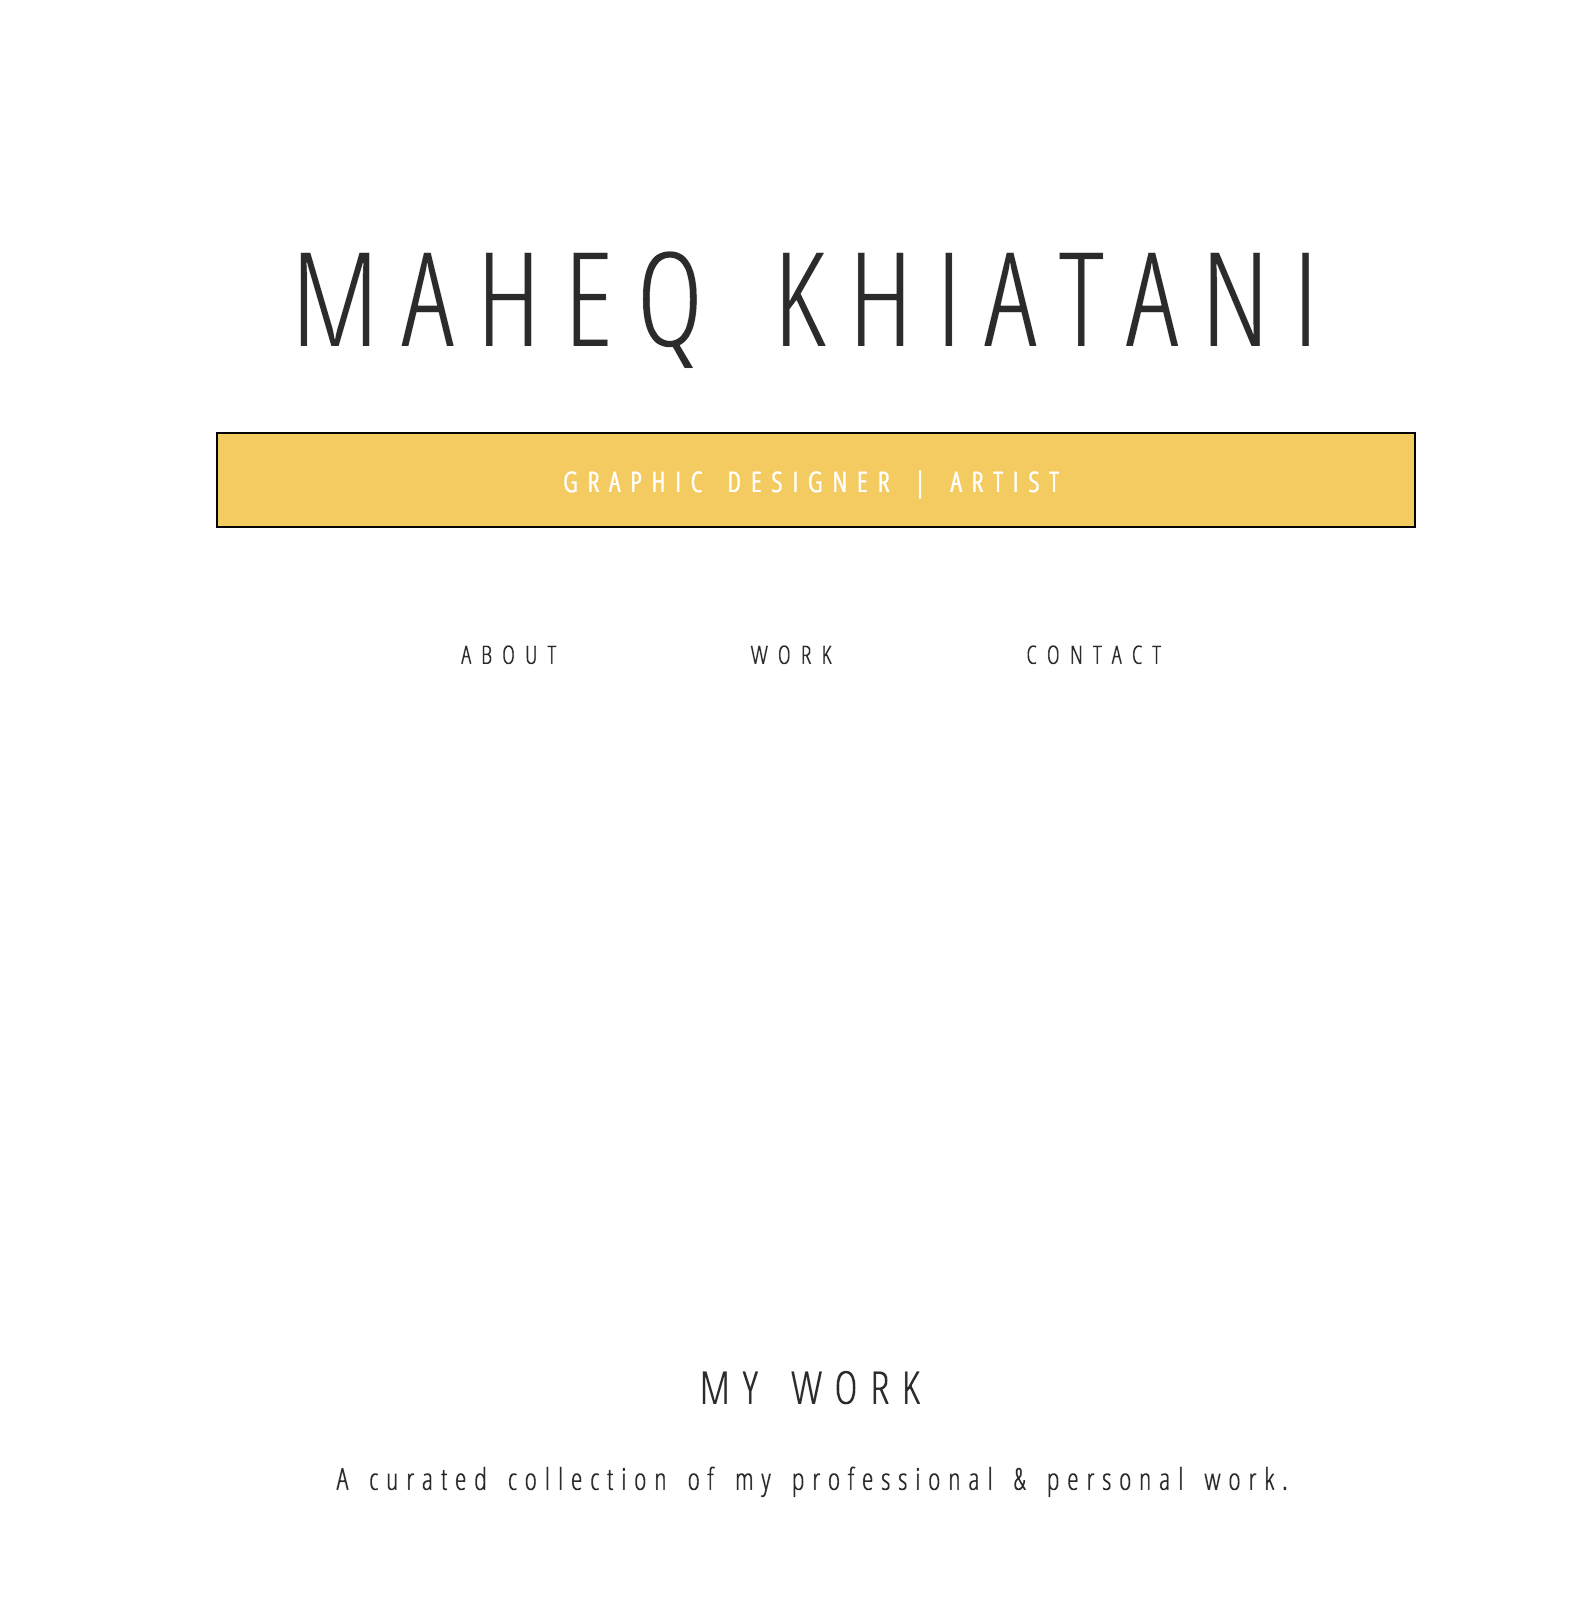 MAHEQ KHIATANI
GRAPHIC DESIGNER | ARTIST
ABOUT WORK CONTACT
MY WORK
A curated collection of my professional & personal work.